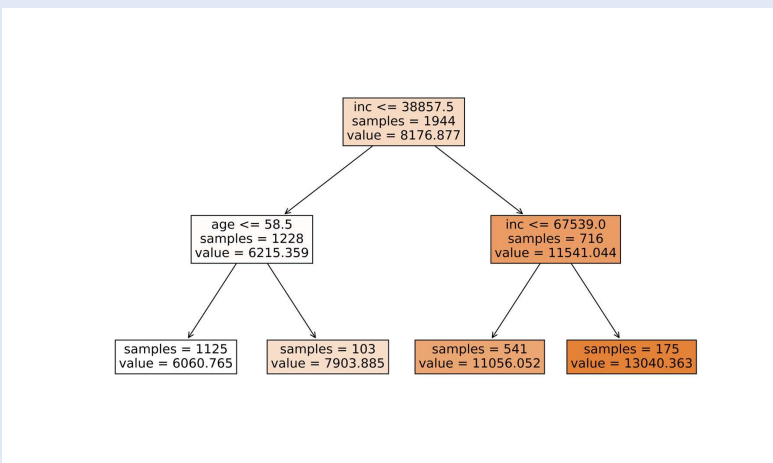 inc <= 38857.5
samples = 1944
value = 8176.877
age <= 58.5
samples = 1228
value = 6215.359
inc <= 67539.0
samples = 716
value = 11541.044
samples = 1125
value = 6060.765
samples = 103
value = 7903.885
samples = 541
value = 11056.052
samples = 175
value = 13040.363